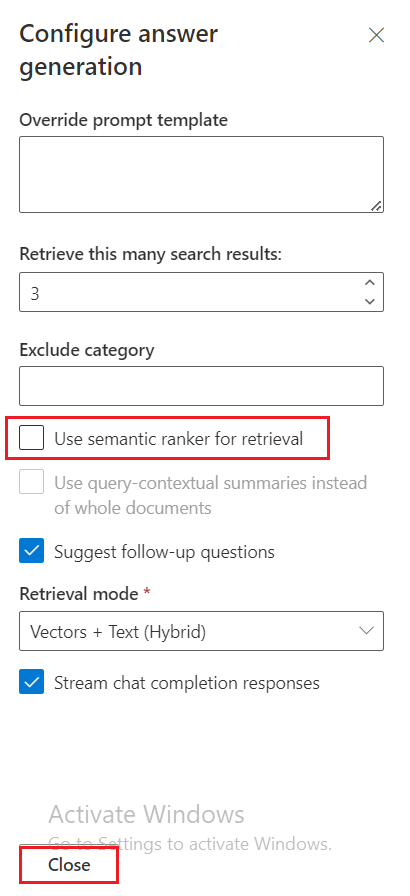 Configure answer
generation
Override prompt template
Retrieve this many search results:
3
Exclude category
Use semantic ranker for retrieval
Use query-contextual summaries instead
of whole documents
Suggest follow-up questions
Retrieval mode *
Vectors + Text (Hybrid)
Stream chat completion responses
Activate Windows
Go to Settings to activate Windows.
Close